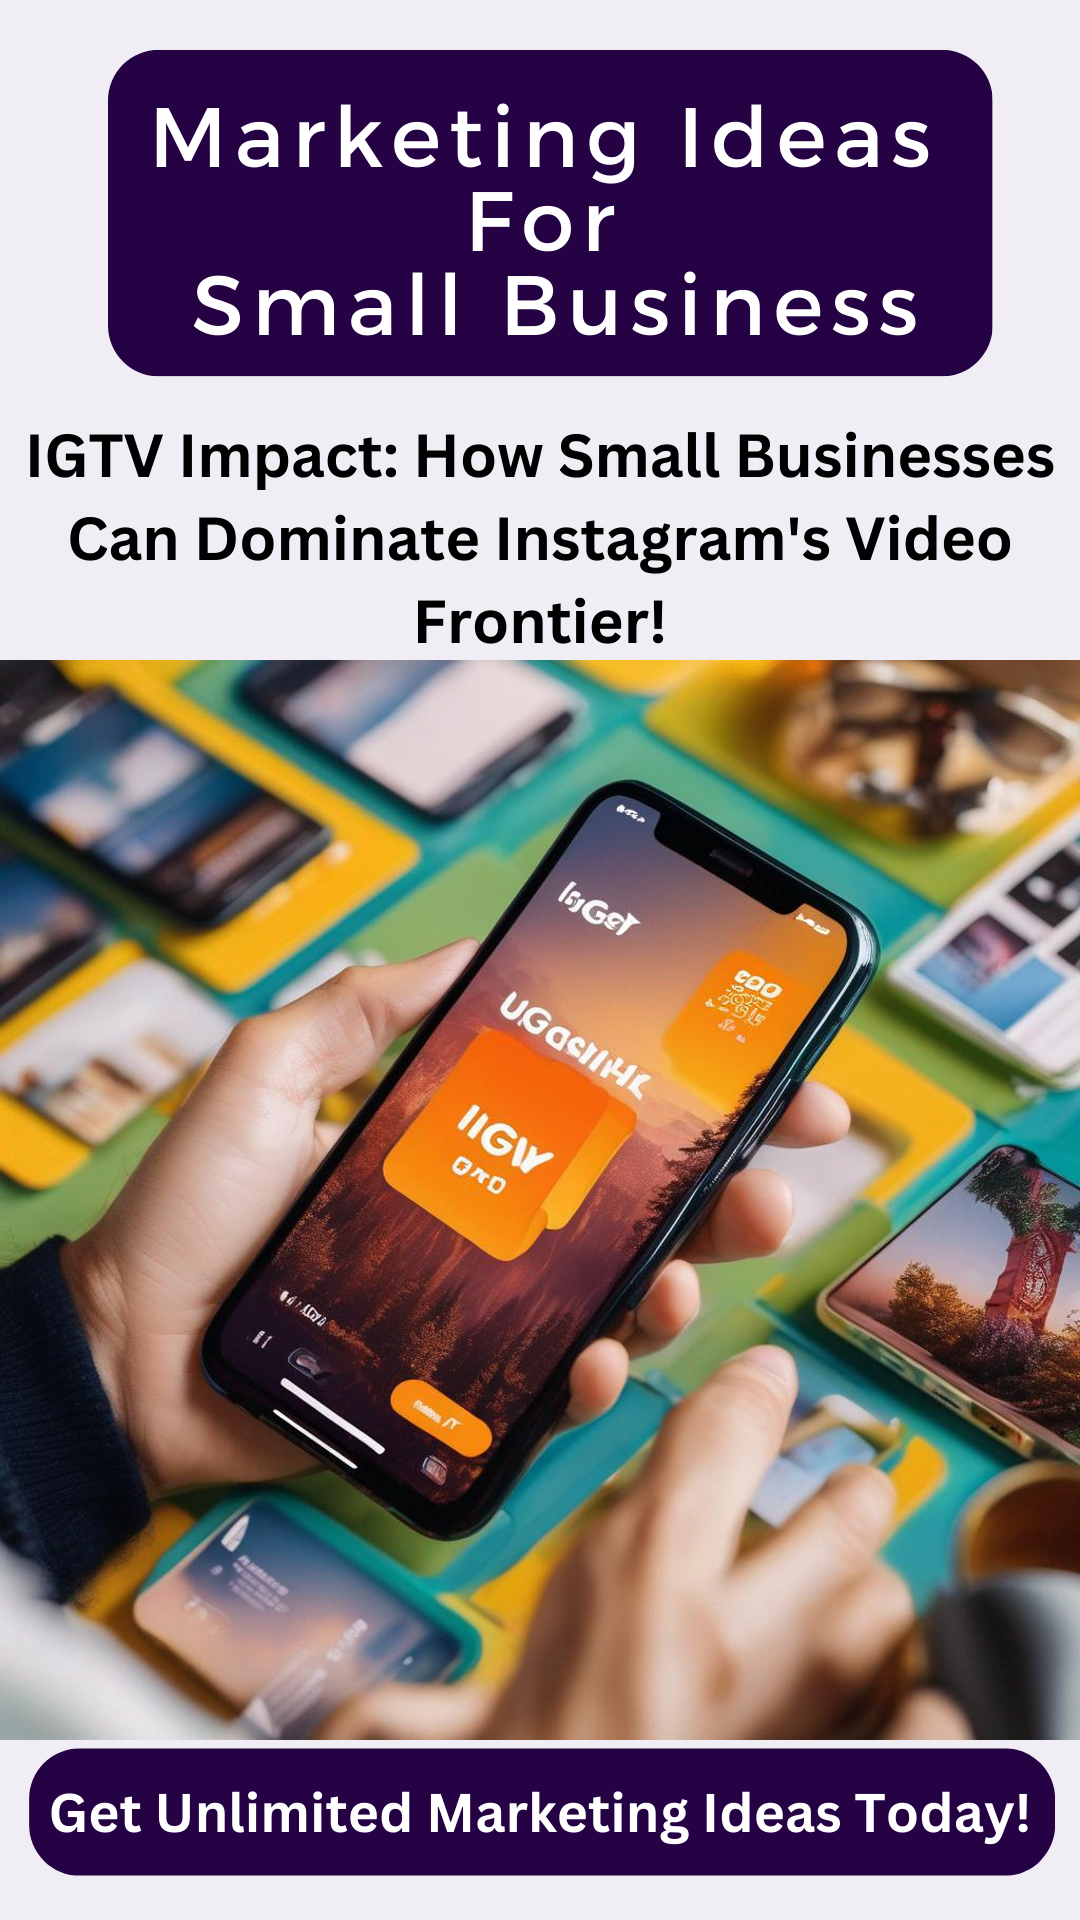 Marketing Ideas
For
Small Business
IGTV Impact: How Small Businesses
Can Dominate Instagram's Video
Frontier!
Get Unlimited Marketing Ideas Today!